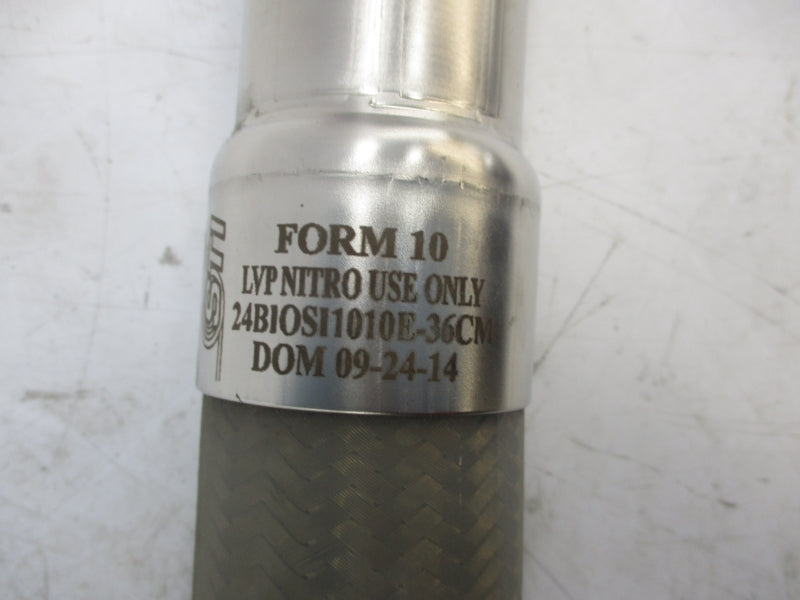 FORM 10
LVP NITRO USE ONLY
24BIOSI1010E-36CM
DOM 09-24-14